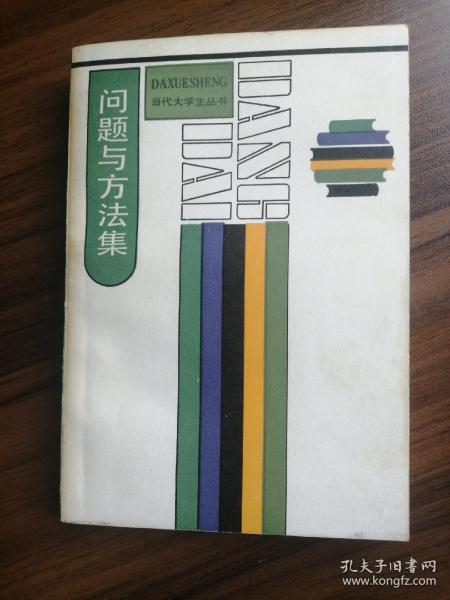 问题与方法集
DAXUESHENG
当代大学生丛书
DANG
DAI
孔夫子旧书网
www.kongfz.com